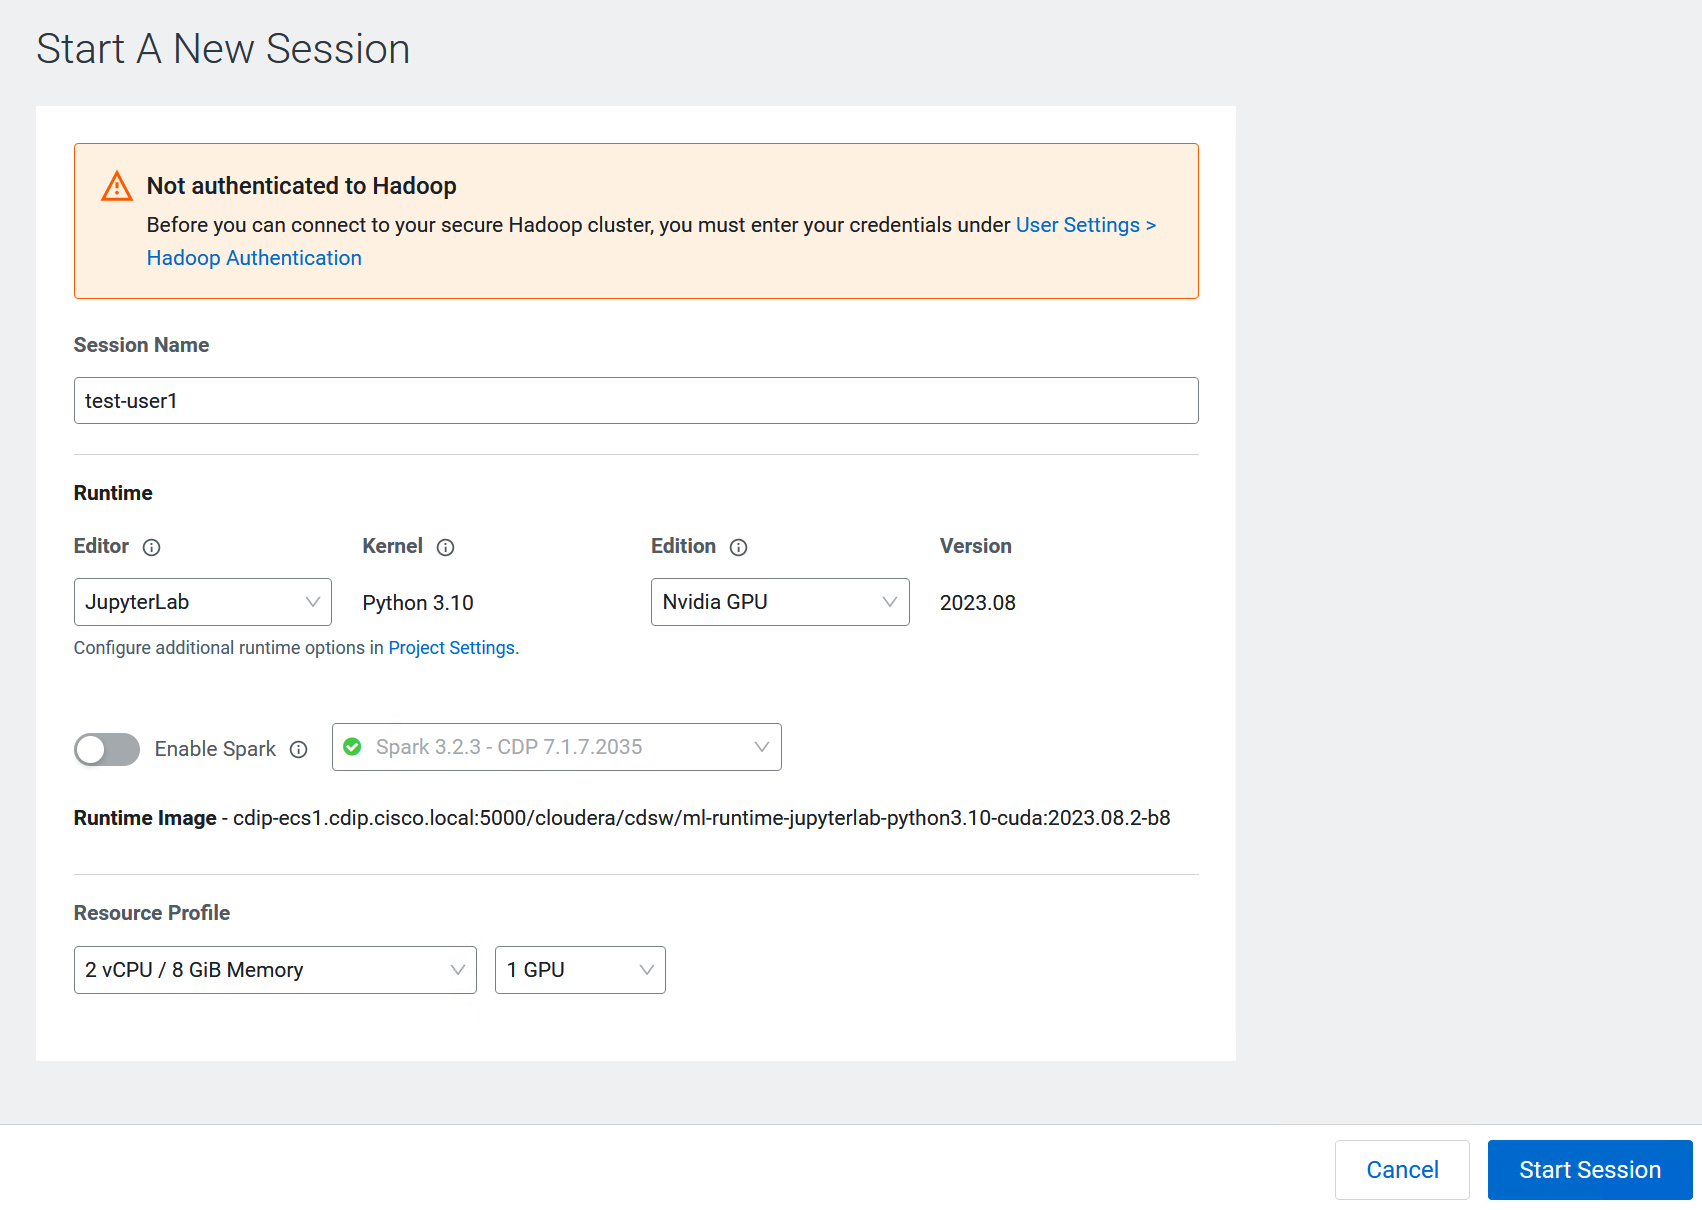 Start A New Session
Not authenticated to Hadoop
Before you can connect to your secure Hadoop cluster, you must enter your credentials under User Settings >
Hadoop Authentication
Session Name
test-user1
Runtime
Editor Kernel Edition Version
JupyterLab Python 3.10 Nvidia GPU 2023.08
Configure additional runtime options in Project Settings.
Enable Spark Spark 3.2.3 - CDP 7.1.7.2035
Runtime Image - cdip-ecs1.cdip.cisco.local:5000/cloudera/cdsw/ml-runtime-jupyterlab-python3.10-cuda:2023.08.2-b8
Resource Profile
2 vCPU / 8 GiB Memory 1 GPU
Cancel Start Session